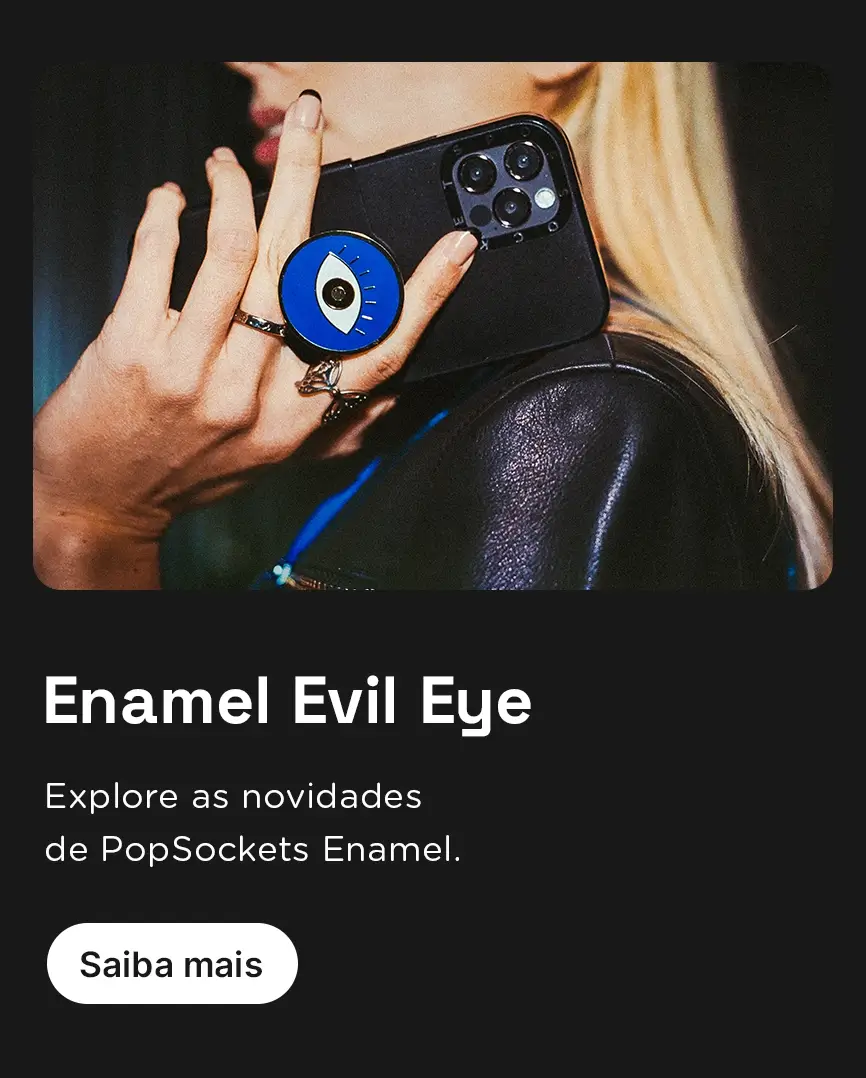 Enamel Evil Eye
Explore as novidades
de PopSockets Enamel.
Saiba mais